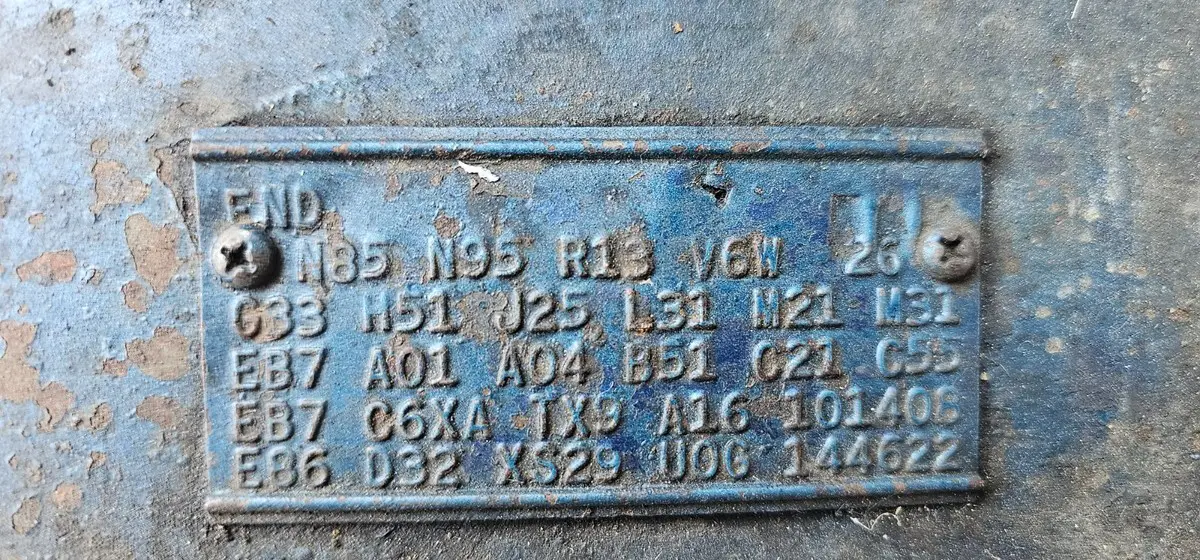 END
N85 N95 R13 V6W 26
G33 H51 J25 L31 M21 M31
EB7 A01 A04 B51 C21 C55
EB7 C6XA TX9 A16 101408
E86 D32 XS29 U0G 144622